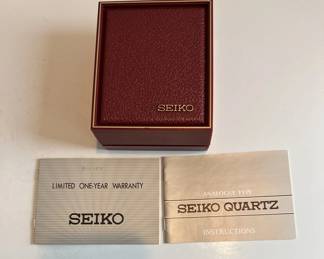 SEIKO
LIMITED ONE-YEAR WARRANTY
SEIKO
ANALOGUE TYPE
SEIKO QUARTZ
INSTRUCTIONS